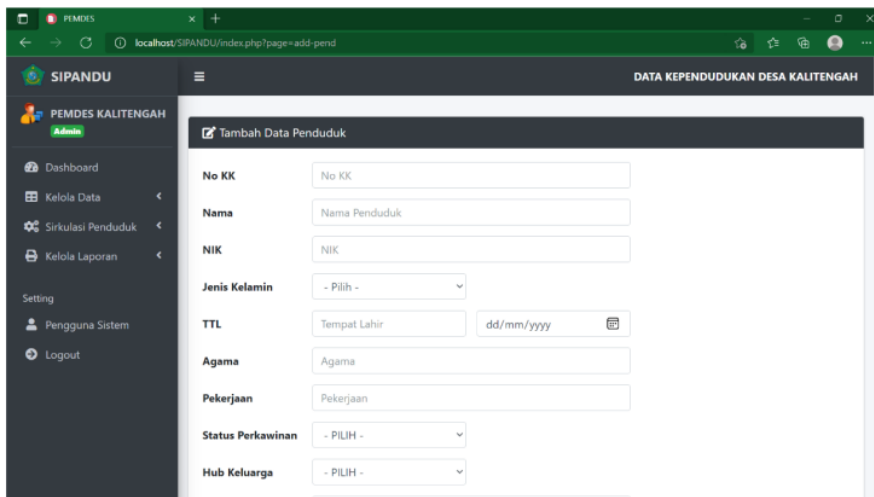 PEMDES
localhost/SIPANDU/index.php?page=add-pend
SIPANDU
DATA KEPENDUDUKAN DESA KALITENGAH
PEMDES KALITENGAH
Admin
Dashboard
Kelola Data
Sirkulasi Penduduk
Kelola Laporan
Setting
Pengguna Sistem
Logout
Tambah Data Penduduk
No KK No KK
Nama Nama Penduduk
NIK NIK
Jenis Kelamin - Pilih -
TTL Tempat Lahir dd/mm/yyyy
Agama Agama
Pekerjaan Pekerjaan
Status Perkawinan - PILIH -
Hub Keluarga - PILIH -